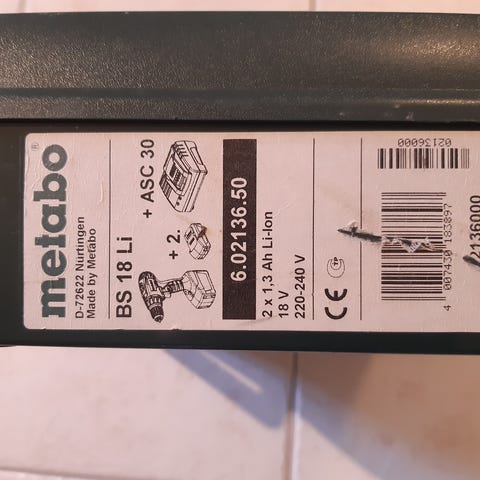 metabo®
D-72622 Nürtingen
Made by Metabo
BS 18 Li
+ 2.
+ ASC 30
6.02136.50
2 x 1,3 Ah Li-Ion
18 V
220-240 V
CE
4 007430 183897
02136000
2136000